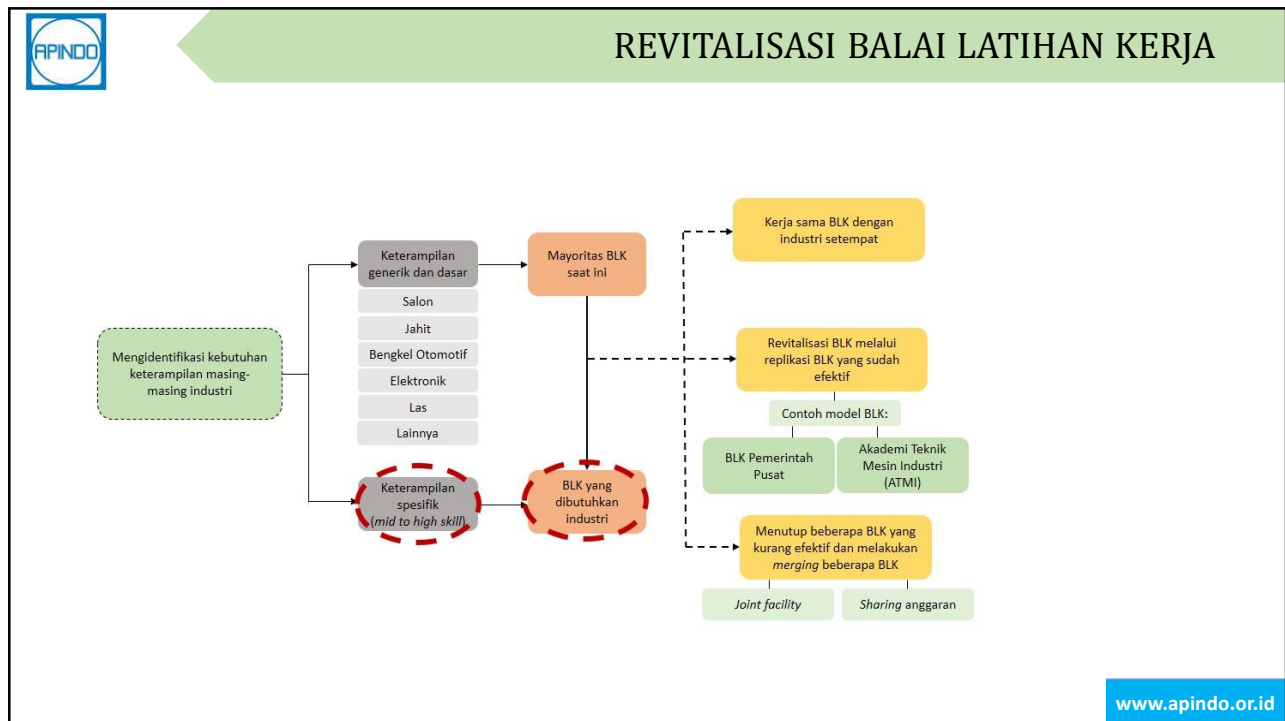 APINDO
REVITALISASI BALAI LATIHAN KERJA
Mengidentifikasi kebutuhan
keterampilan masing-
masing industri
Keterampilan
generik dan dasar
Salon
Jahit
Bengkel Otomotif
Elektronik
Las
Lainnya
Keterampilan
spesifik
(mid to high skill)
Mayoritas BLK
saat ini
BLK yang
dibutuhkan
industri
Kerja sama BLK dengan
industri setempat
Revitalisasi BLK melalui
replikasi BLK yang sudah
efektif
Contoh model BLK:
BLK Pemerintah
Pusat
Akademi Teknik
Mesin Industri
(ATMI)
Menutup beberapa BLK yang
kurang efektif dan melakukan
merging beberapa BLK
Joint facility
Sharing anggaran
www.apindo.or.id